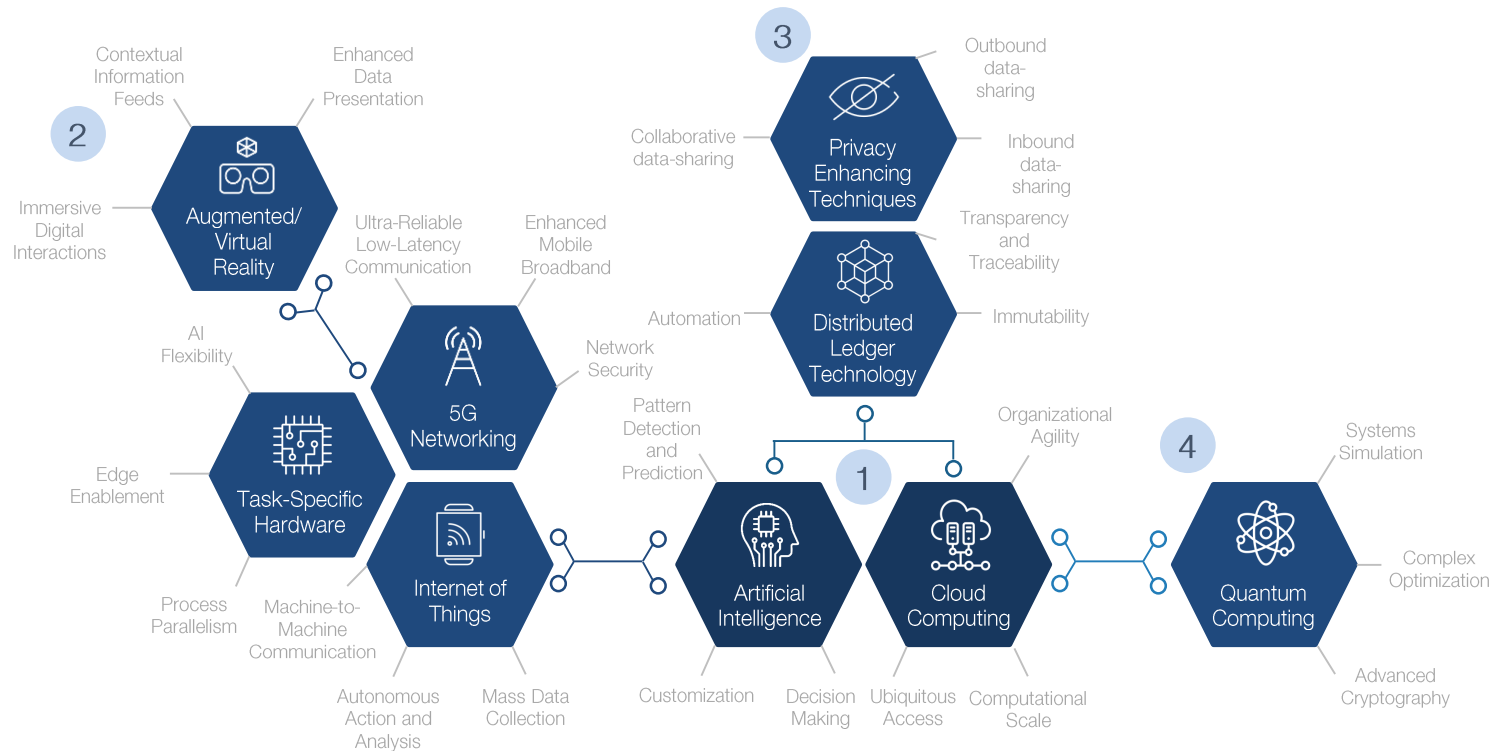 2
Contextual
Information
Feeds
Enhanced
Data
Presentation
Immersive
Digital
Interactions
Augmented/
Virtual
Reality
Ultra-Reliable
Low-Latency
Communication
Enhanced
Mobile
Broadband
Network
Security
5G
Networking
AI
Flexibility
Edge
Enablement
Process
Parallelism
Task-Specific
Hardware
Machine-to-
Machine
Communication
Autonomous
Action and
Analysis
Mass Data
Collection
Internet of
Things
3
Outbound
data-
sharing
Collaborative
data-sharing
Inbound
data-
sharing
Privacy
Enhancing
Techniques
Transparency
and
Traceability
Automation
Immutability
Distributed
Ledger
Technology
1
Pattern
Detection
and
Prediction
Artificial
Intelligence
Customization
Decision
Making
Organizational
Agility
Cloud
Computing
Ubiquitous
Access
Computational
Scale
4
Systems
Simulation
Complex
Optimization
Quantum
Computing
Advanced
Cryptography